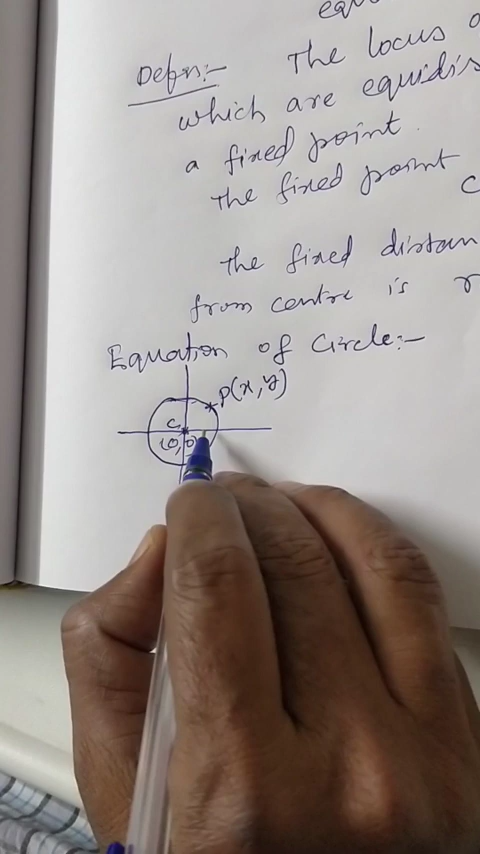 Defn:- The locus
which are equidis
a fixed point.
The fixed point
the fixed distan
from centre is r
Equation of Circle:-
P(x, y)
C
(0, 0)